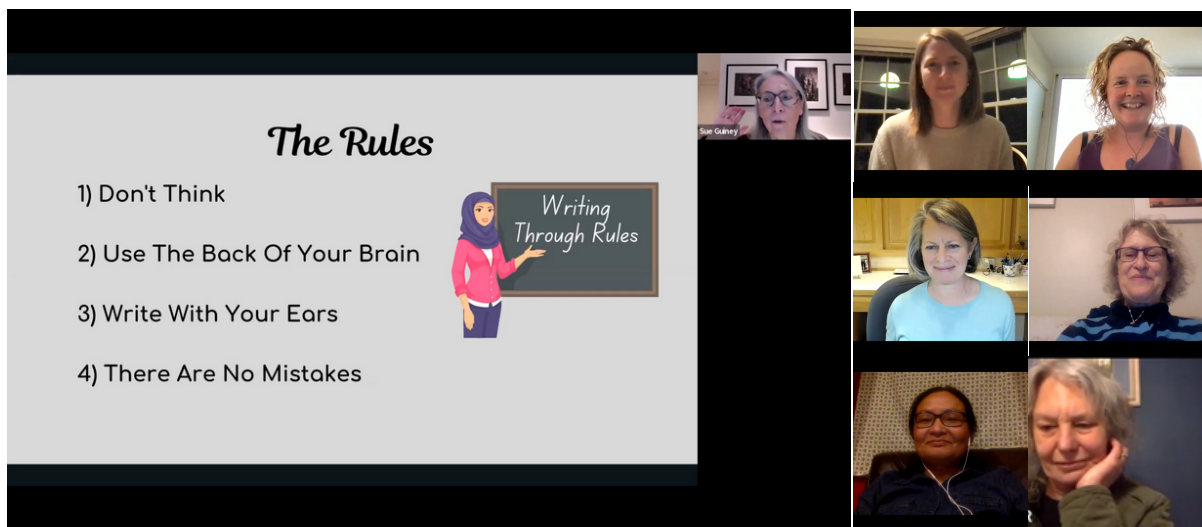 The Rules
1) Don't Think
2) Use The Back Of Your Brain
3) Write With Your Ears
4) There Are No Mistakes
Writing
Through Rules
Sue Guiney